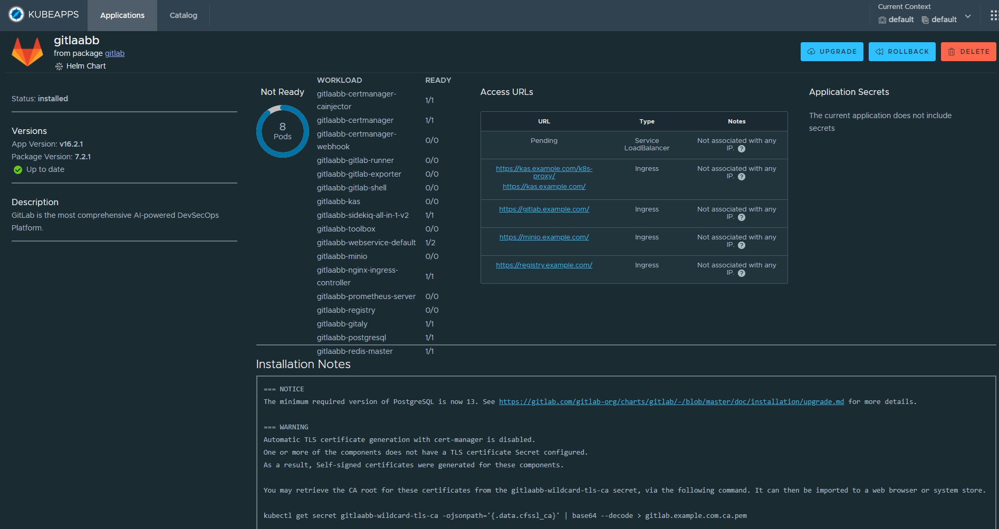 KUBEAPPS
Applications
Catalog
Current Context
default
default
gitlaabb
from package gitlab
HELM
Helm Chart
UPGRADE
ROLLBACK
DELETE
Status: installed
Versions
App Version: v16.2.1
Package Version: 7.2.1
Up to date
Description
GitLab is the most comprehensive AI-powered DevSecOps
Platform.
Not Ready
8
Pods
WORKLOAD READY
gitlaabb-certmanager-
cainjector 1/1
gitlaabb-certmanager 1/1
gitlaabb-certmanager-
webhook 0/0
gitlaabb-gitlab-runner 0/0
gitlaabb-gitlab-exporter 0/0
gitlaabb-gitlab-shell 0/0
gitlaabb-kas 0/0
gitlaabb-sidekiq-all-in-1-v2 1/1
gitlaabb-toolbox 0/0
gitlaabb-webservice-default 1/2
gitlaabb-minio 0/0
gitlaabb-nginx-ingress-
controller 1/1
gitlaabb-prometheus-server 0/0
gitlaabb-registry 0/0
gitlaabb-gitaly 1/1
gitlaabb-postgresql 1/1
gitlaabb-redis-master 1/1
Access URLs
URL Type Notes
Pending Service Not associated with any
LoadBalancer IP. ?
https://kas.example.com/k8s- Ingress Not associated with any
proxy/ IP. ?
https://kas.example.com/
https://gitlab.example.com/ Ingress Not associated with any
IP. ?
https://minio.example.com/ Ingress Not associated with any
IP. ?
https://registry.example.com/ Ingress Not associated with any
IP. ?
Application Secrets
The current application does not include
secrets
Installation Notes
=== NOTICE
The minimum required version of PostgreSQL is now 13. See https://gitlab.com/gitlab-org/charts/gitlab/-/blob/master/doc/installation/upgrade.md for more details.
=== WARNING
Automatic TLS certificate generation with cert-manager is disabled.
One or more of the components does not have a TLS certificate Secret configured.
As a result, Self-signed certificates were generated for these components.
You may retrieve the CA root for these certificates from the gitlaabb-wildcard-tls-ca secret, via the following command. It can then be imported to a web browser or system store.
kubectl get secret gitlaabb-wildcard-tls-ca -ojsonpath='{.data.cfssl_ca}' | base64 --decode > gitlab.example.com.ca.pem